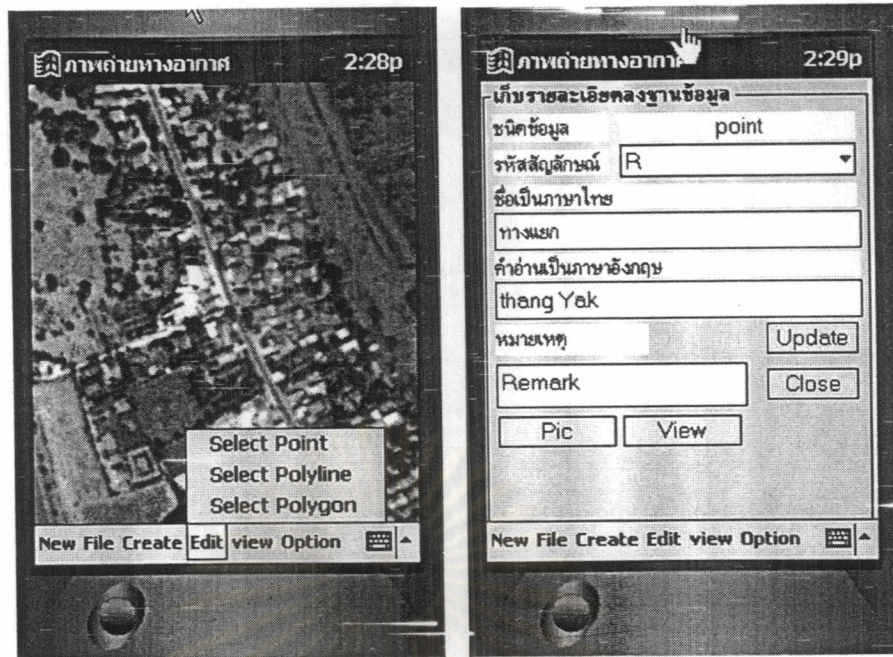 ภาพถ่ายทางอากาศ 2:28p
Select Point
Select Polyline
Select Polygon
New File Create Edit view Option
ภาพถ่ายทางอากาศ 2:29p
เก็บรายละเอียดลงฐานข้อมูล
ชนิดข้อมูล point
รหัสสัญลักษณ์ R
ชื่อเป็นภาษาไทย
ทางแยก
คำอ่านเป็นภาษาอังกฤษ
thang Yak
หมายเหตุ Update
Remark Close
Pic View
New File Create Edit view Option